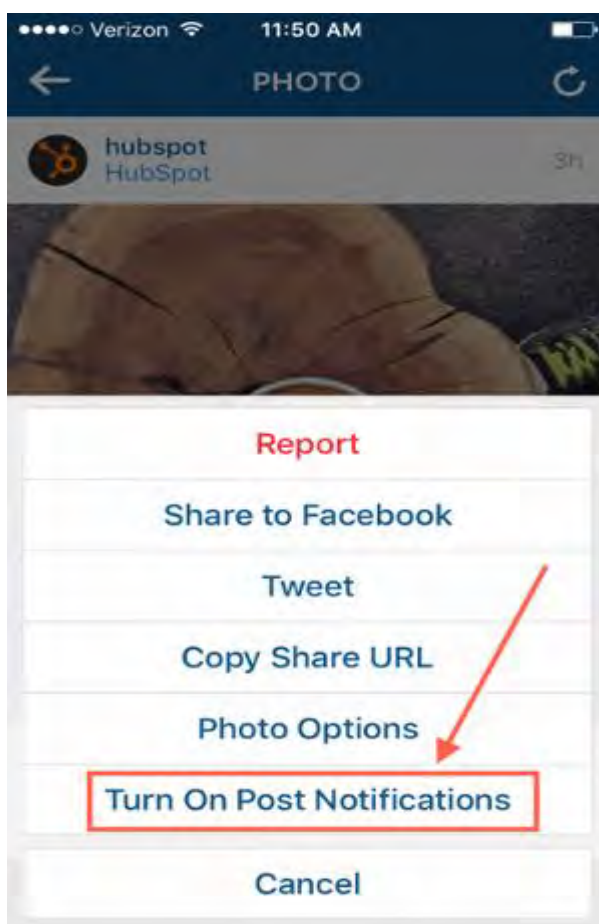 Verizon 11:50 AM
PHOTO
hubspot
HubSpot
3h
Report
Share to Facebook
Tweet
Copy Share URL
Photo Options
Turn On Post Notifications
Cancel